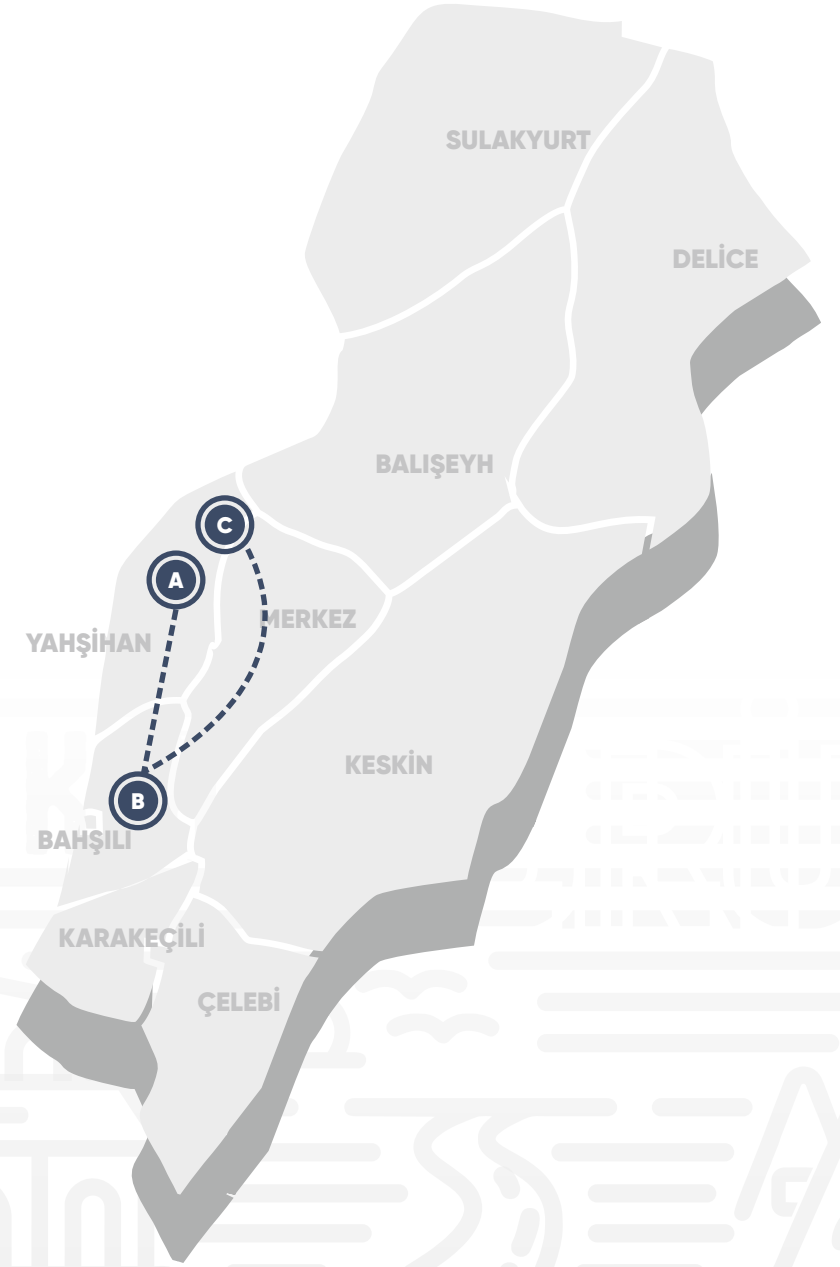 SULAKYURT
DELİCE
BALIŞEYH
C
A
MERKEZ
YAHŞİHAN
KESKİN
B
BAHŞILI
KARAKEÇİLİ
ÇELEBİ